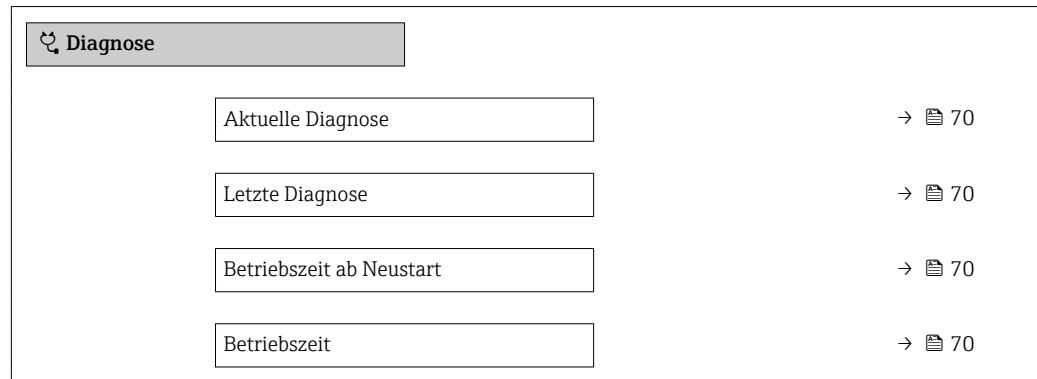 Diagnose
Aktuelle Diagnose → 70
Letzte Diagnose → 70
Betriebszeit ab Neustart → 70
Betriebszeit → 70